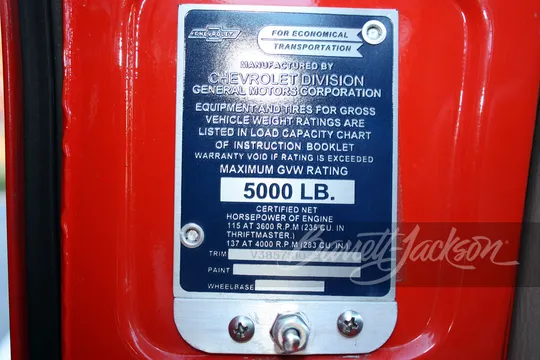 CHEVROLET
FOR ECONOMICAL
TRANSPORTATION
MANUFACTURED BY
CHEVROLET DIVISION
GENERAL MOTORS CORPORATION
EQUIPMENT AND TIRES FOR GROSS
VEHICLE WEIGHT RATINGS ARE
LISTED IN LOAD CAPACITY CHART
OF INSTRUCTION BOOKLET
WARRANTY VOID IF RATING IS EXCEEDED
MAXIMUM GVW RATING
5000 LB.
CERTIFIED NET
HORSEPOWER OF ENGINE
115 AT 3600 R.P.M (235 CU. IN
THRIFTMASTER.)
137 AT 4000 R.P.M (283 CU. IN.)
TRIM
PAINT
WHEELBASE
Barrett-Jackson.